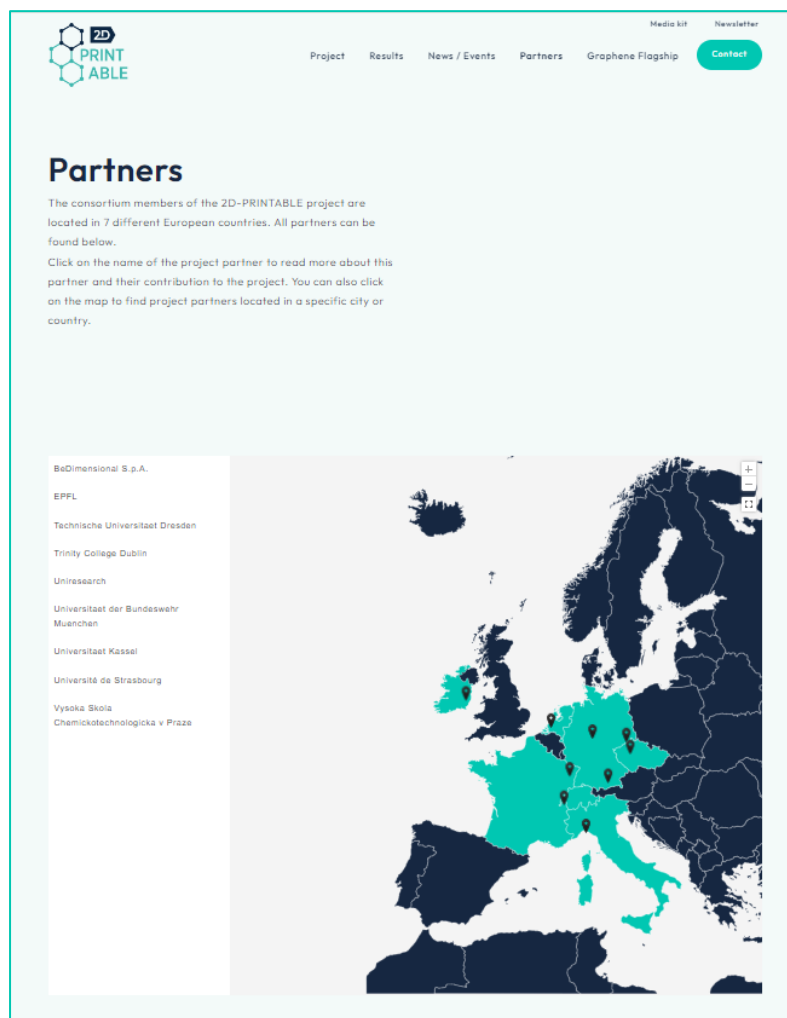 Media kit Newsletter
2D
PRINT
ABLE
Project Results News / Events Partners Graphene Flagship Contact
Partners
The consortium members of the 2D-PRINTABLE project are
located in 7 different European countries. All partners can be
found below.
Click on the name of the project partner to read more about this
partner and their contribution to the project. You can also click
on the map to find project partners located in a specific city or
country.
BeDimensional S.p.A.
EPFL
Technische Universitaet Dresden
Trinity College Dublin
Uniresearch
Universitaet der Bundeswehr
Muenchen
Universitaet Kassel
Université de Strasbourg
Vysoka Skola
Chemickotechnologicka v Praze
+
−